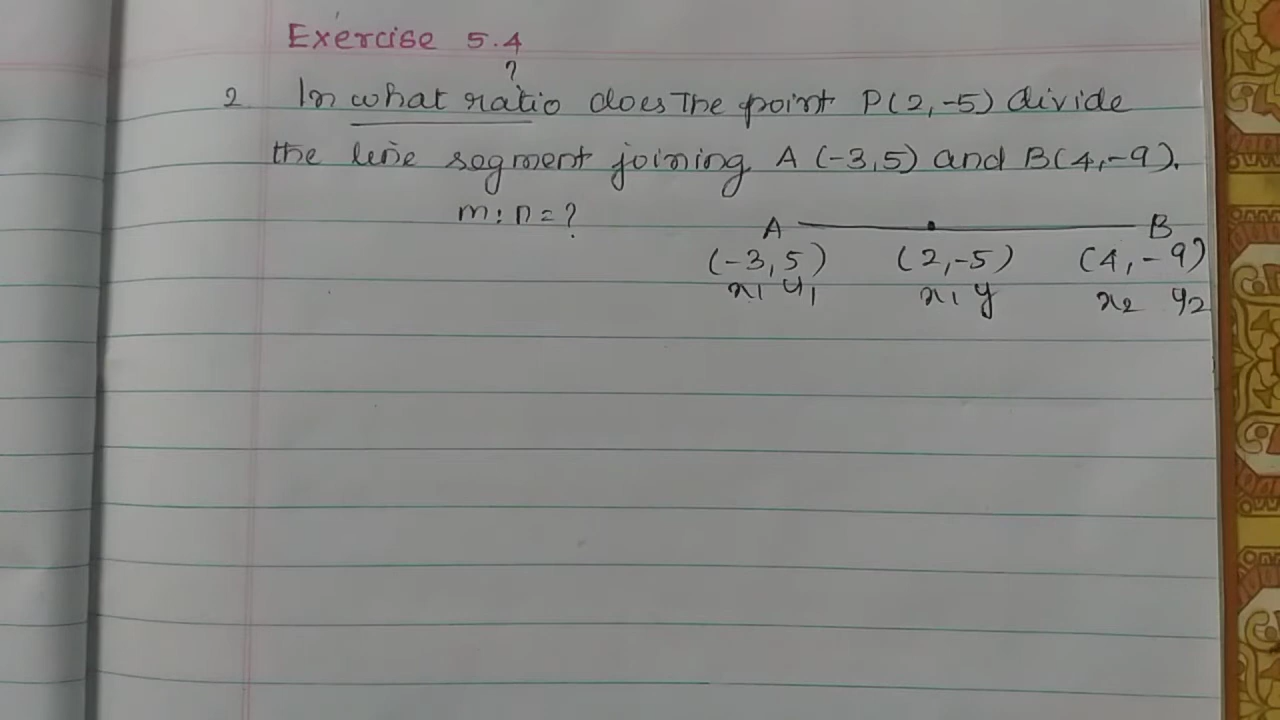 Exercise 5.4
?
2 In what ratio does The point P(2,-5) divide
the line segment joining A (-3,5) and B(4,-9).
m:n=? A B
(-3,5) (2,-5) (4,-9)
x1 y1 x1 y x2 y2